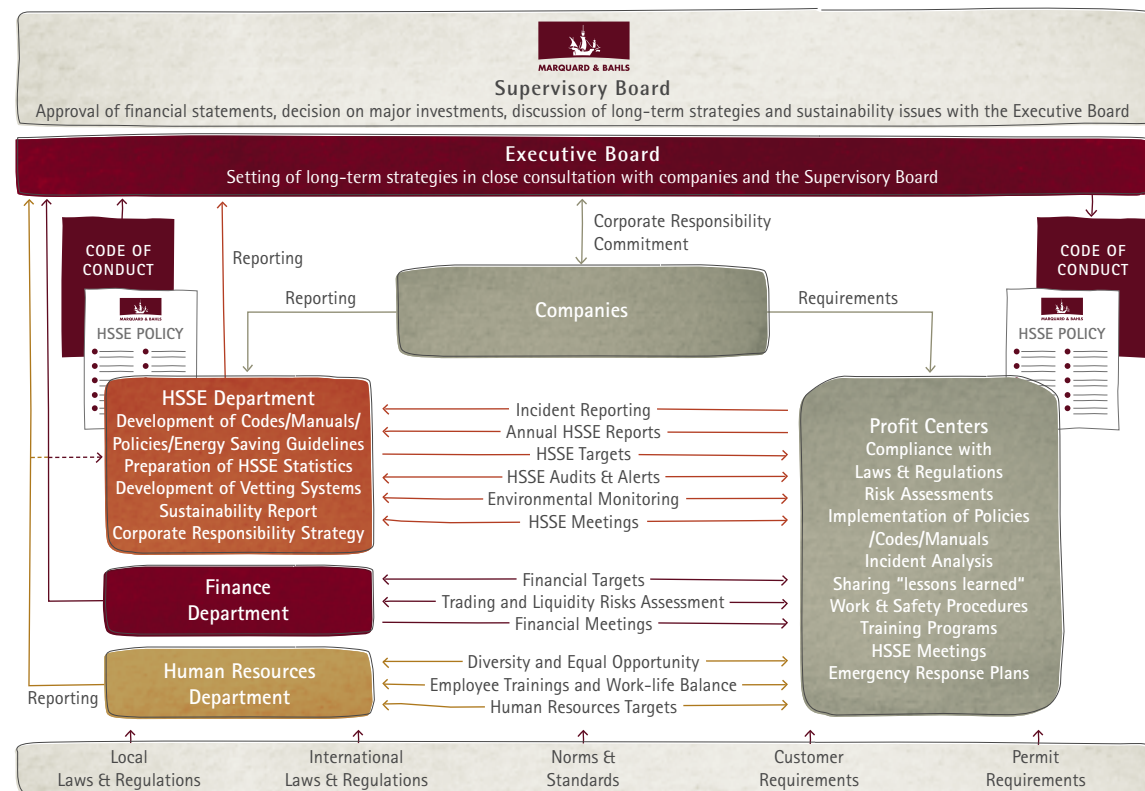 MARQUARD & BAHLS
Supervisory Board
Approval of financial statements, decision on major investments, discussion of long-term strategies and sustainability issues with the Executive Board
Executive Board
Setting of long-term strategies in close consultation with companies and the Supervisory Board
CODE OF
CONDUCT
MARQUARD & BAHLS
HSSE POLICY
Reporting
Corporate Responsibility
Commitment
CODE OF
CONDUCT
MARQUARD & BAHLS
HSSE POLICY
Reporting
Companies
Requirements
HSSE Department
Development of Codes/Manuals/
Policies/Energy Saving Guidelines
Preparation of HSSE Statistics
Development of Vetting Systems
Sustainability Report
Corporate Responsibility Strategy
Incident Reporting
Annual HSSE Reports
HSSE Targets
HSSE Audits & Alerts
Environmental Monitoring
HSSE Meetings
Profit Centers
Compliance with
Laws & Regulations
Risk Assessments
Implementation of Policies
/Codes/Manuals
Incident Analysis
Sharing “lessons learned”
Work & Safety Procedures
Training Programs
HSSE Meetings
Emergency Response Plans
Finance
Department
Financial Targets
Trading and Liquidity Risks Assessment
Financial Meetings
Human Resources
Department
Diversity and Equal Opportunity
Employee Trainings and Work-life Balance
Human Resources Targets
Reporting
Local
Laws & Regulations
International
Laws & Regulations
Norms &
Standards
Customer
Requirements
Permit
Requirements